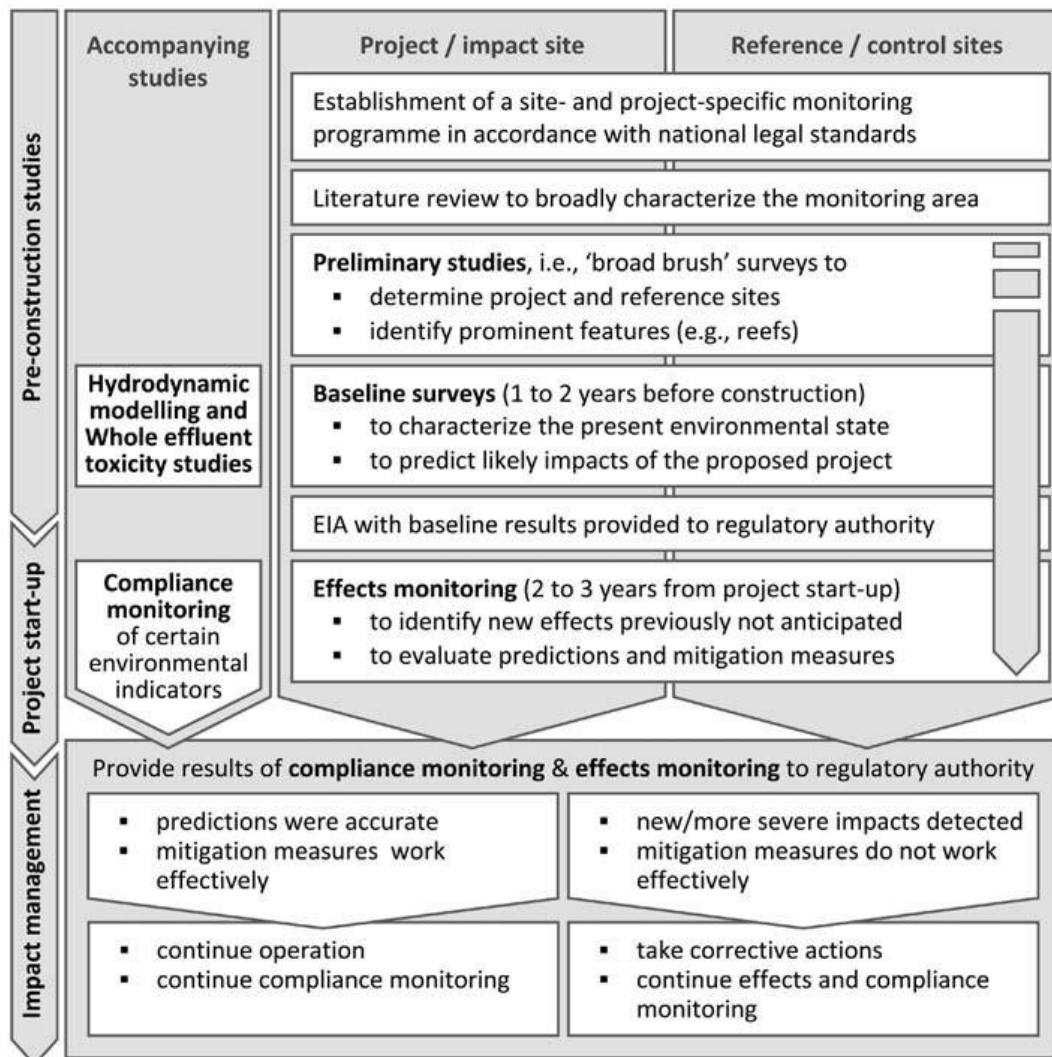 Accompanying
studies
Project / impact site
Reference / control sites
Pre-construction studies
Establishment of a site- and project-specific monitoring
programme in accordance with national legal standards
Literature review to broadly characterize the monitoring area
Preliminary studies, i.e., ‘broad brush’ surveys to
▪ determine project and reference sites
▪ identify prominent features (e.g., reefs)
Hydrodynamic
modelling and
Whole effluent
toxicity studies
Baseline surveys (1 to 2 years before construction)
▪ to characterize the present environmental state
▪ to predict likely impacts of the proposed project
EIA with baseline results provided to regulatory authority
Project start-up
Compliance
monitoring
of certain
environmental
indicators
Effects monitoring (2 to 3 years from project start-up)
▪ to identify new effects previously not anticipated
▪ to evaluate predictions and mitigation measures
Impact management
Provide results of compliance monitoring & effects monitoring to regulatory authority
▪ predictions were accurate
▪ mitigation measures work
effectively
▪ new/more severe impacts detected
▪ mitigation measures do not work
effectively
▪ continue operation
▪ continue compliance monitoring
▪ take corrective actions
▪ continue effects and compliance
monitoring